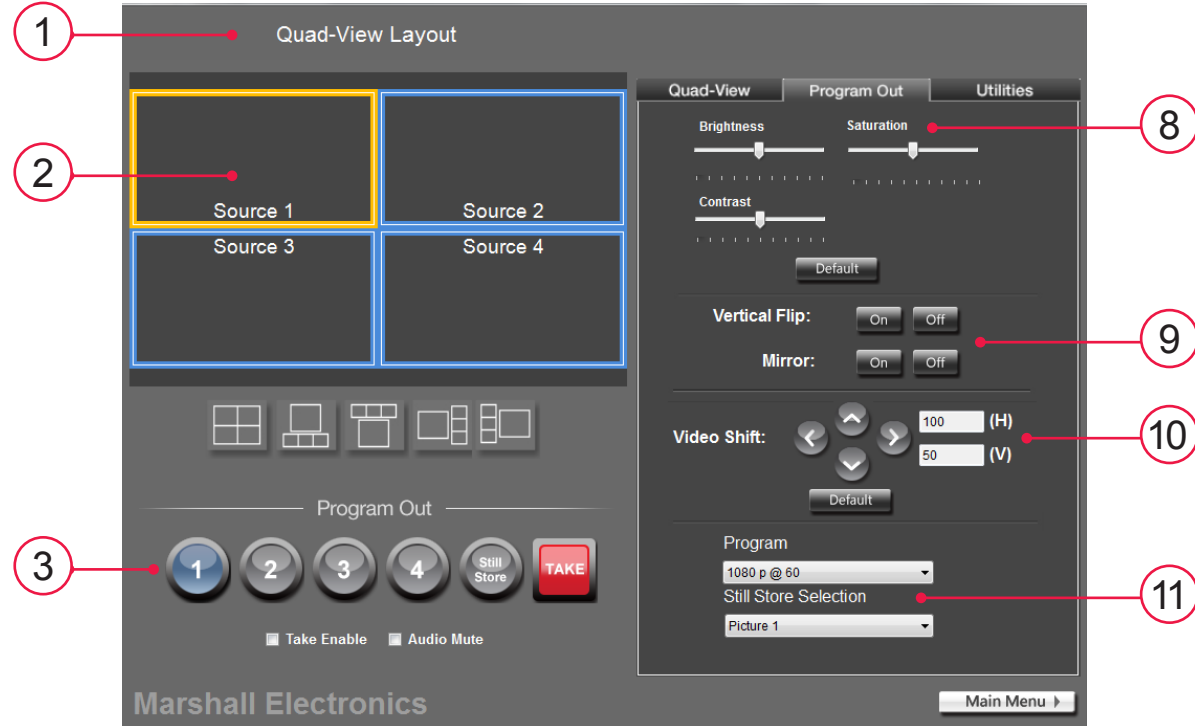 1
Quad-View Layout
2
Source 1
Source 2
Source 3
Source 4
Program Out
3
1
2
3
4
Still
Store
TAKE
Take Enable
Audio Mute
Marshall Electronics
Quad-View
Program Out
Utilities
8
Brightness
Saturation
Contrast
Default
9
Vertical Flip:
On
Off
Mirror:
On
Off
10
Video Shift:
100
(H)
50
(V)
Default
11
Program
1080 p @ 60
Still Store Selection
Picture 1
Main Menu